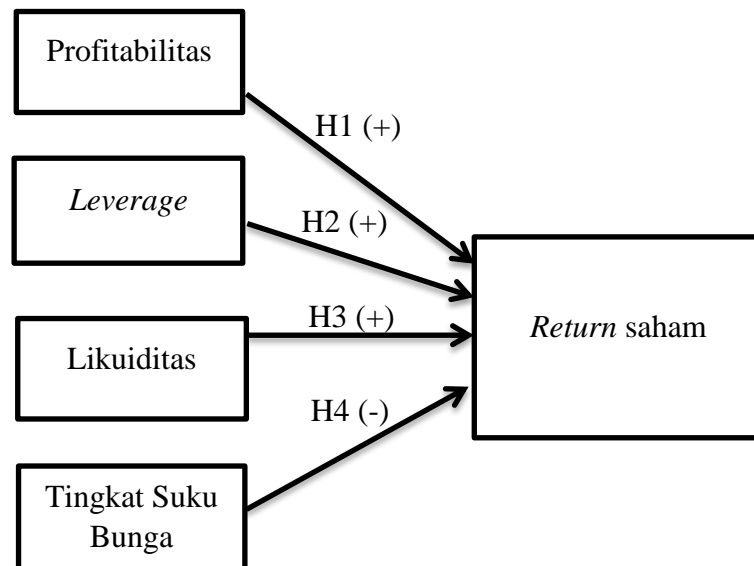 Profitabilitas
H1 (+)
Leverage
H2 (+)
H3 (+)
Return saham
Likuiditas
H4 (-)
Tingkat Suku
Bunga